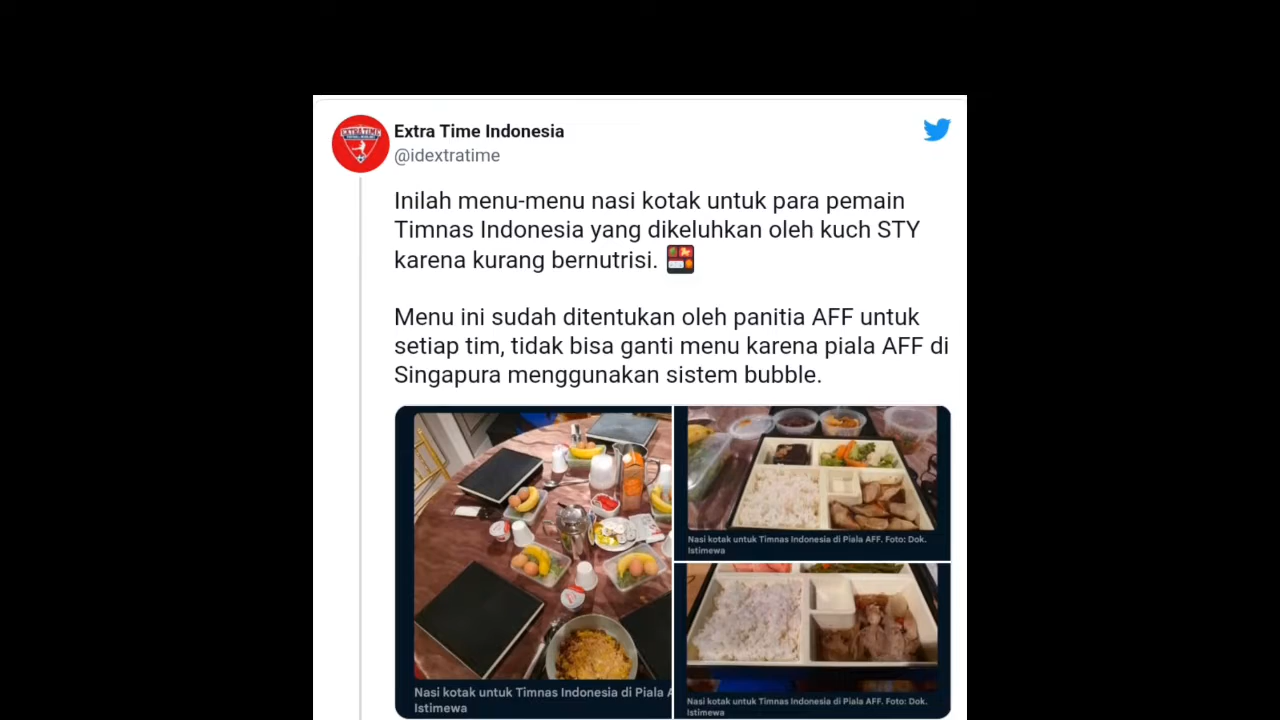 EXTRA TIME
Extra Time Indonesia
@idextratime
Inilah menu-menu nasi kotak untuk para pemain
Timnas Indonesia yang dikeluhkan oleh kuch STY
karena kurang bernutrisi. 🍱
Menu ini sudah ditentukan oleh panitia AFF untuk
setiap tim, tidak bisa ganti menu karena piala AFF di
Singapura menggunakan sistem bubble.
Nasi kotak untuk Timnas Indonesia di Piala A
Istimewa
Nasi kotak untuk Timnas Indonesia di Piala AFF. Foto: Dok.
Istimewa
Nasi kotak untuk Timnas Indonesia di Piala AFF. Foto: Dok.
Istimewa